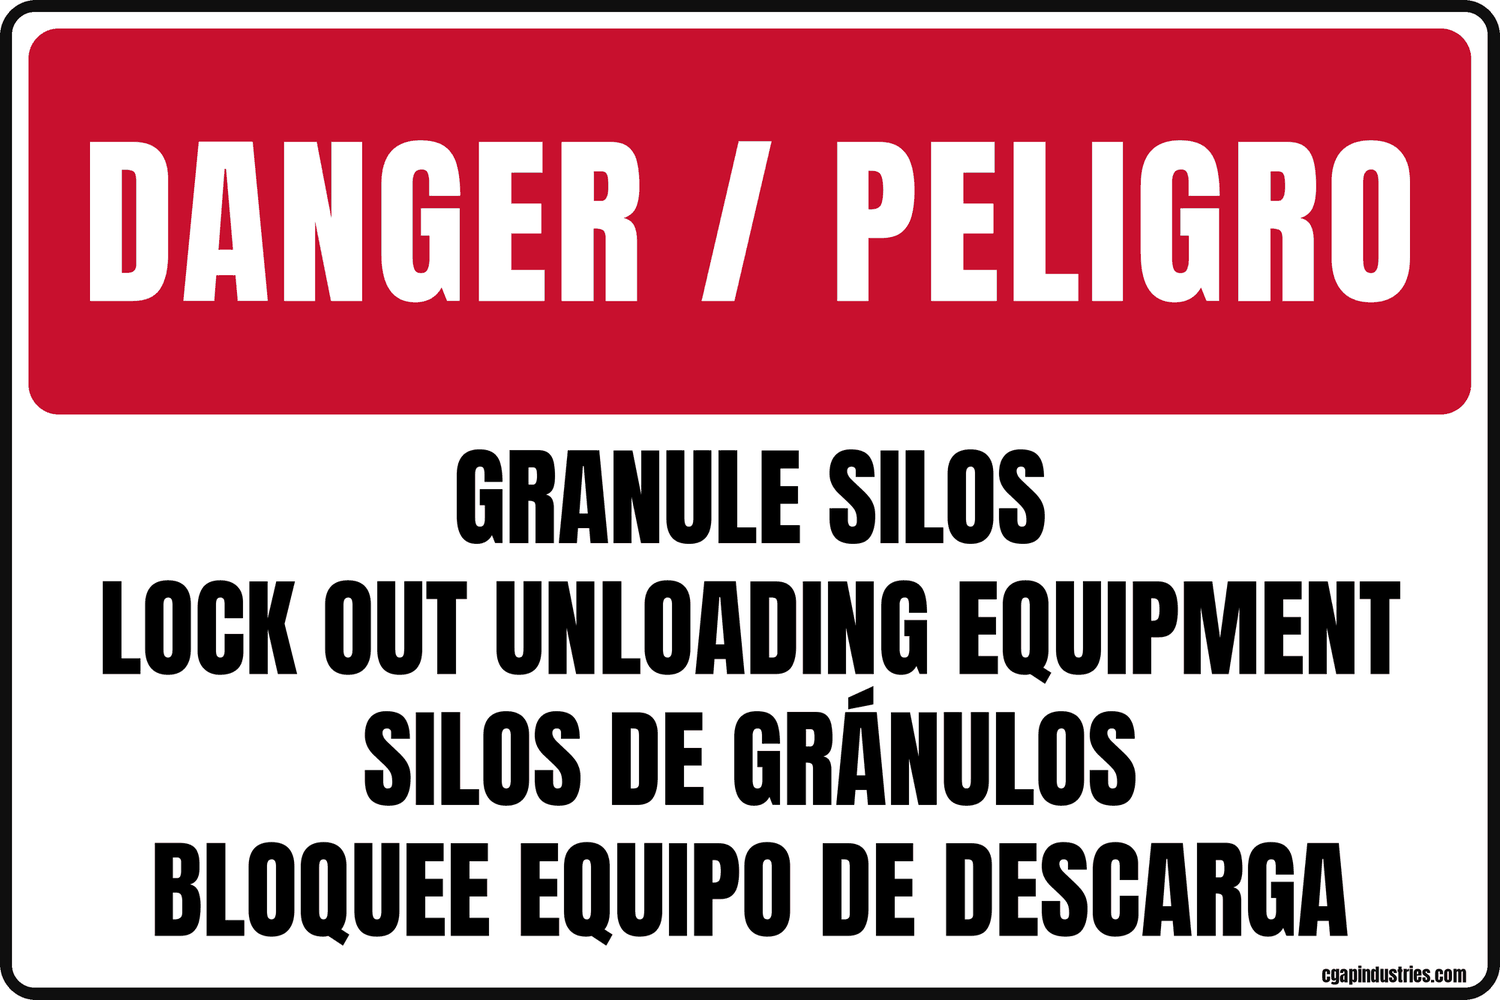 DANGER / PELIGRO
GRANULE SILOS
LOCK OUT UNLOADING EQUIPMENT
SILOS DE GRÁNULOS
BLOQUEE EQUIPO DE DESCARGA
cgapindustries.com